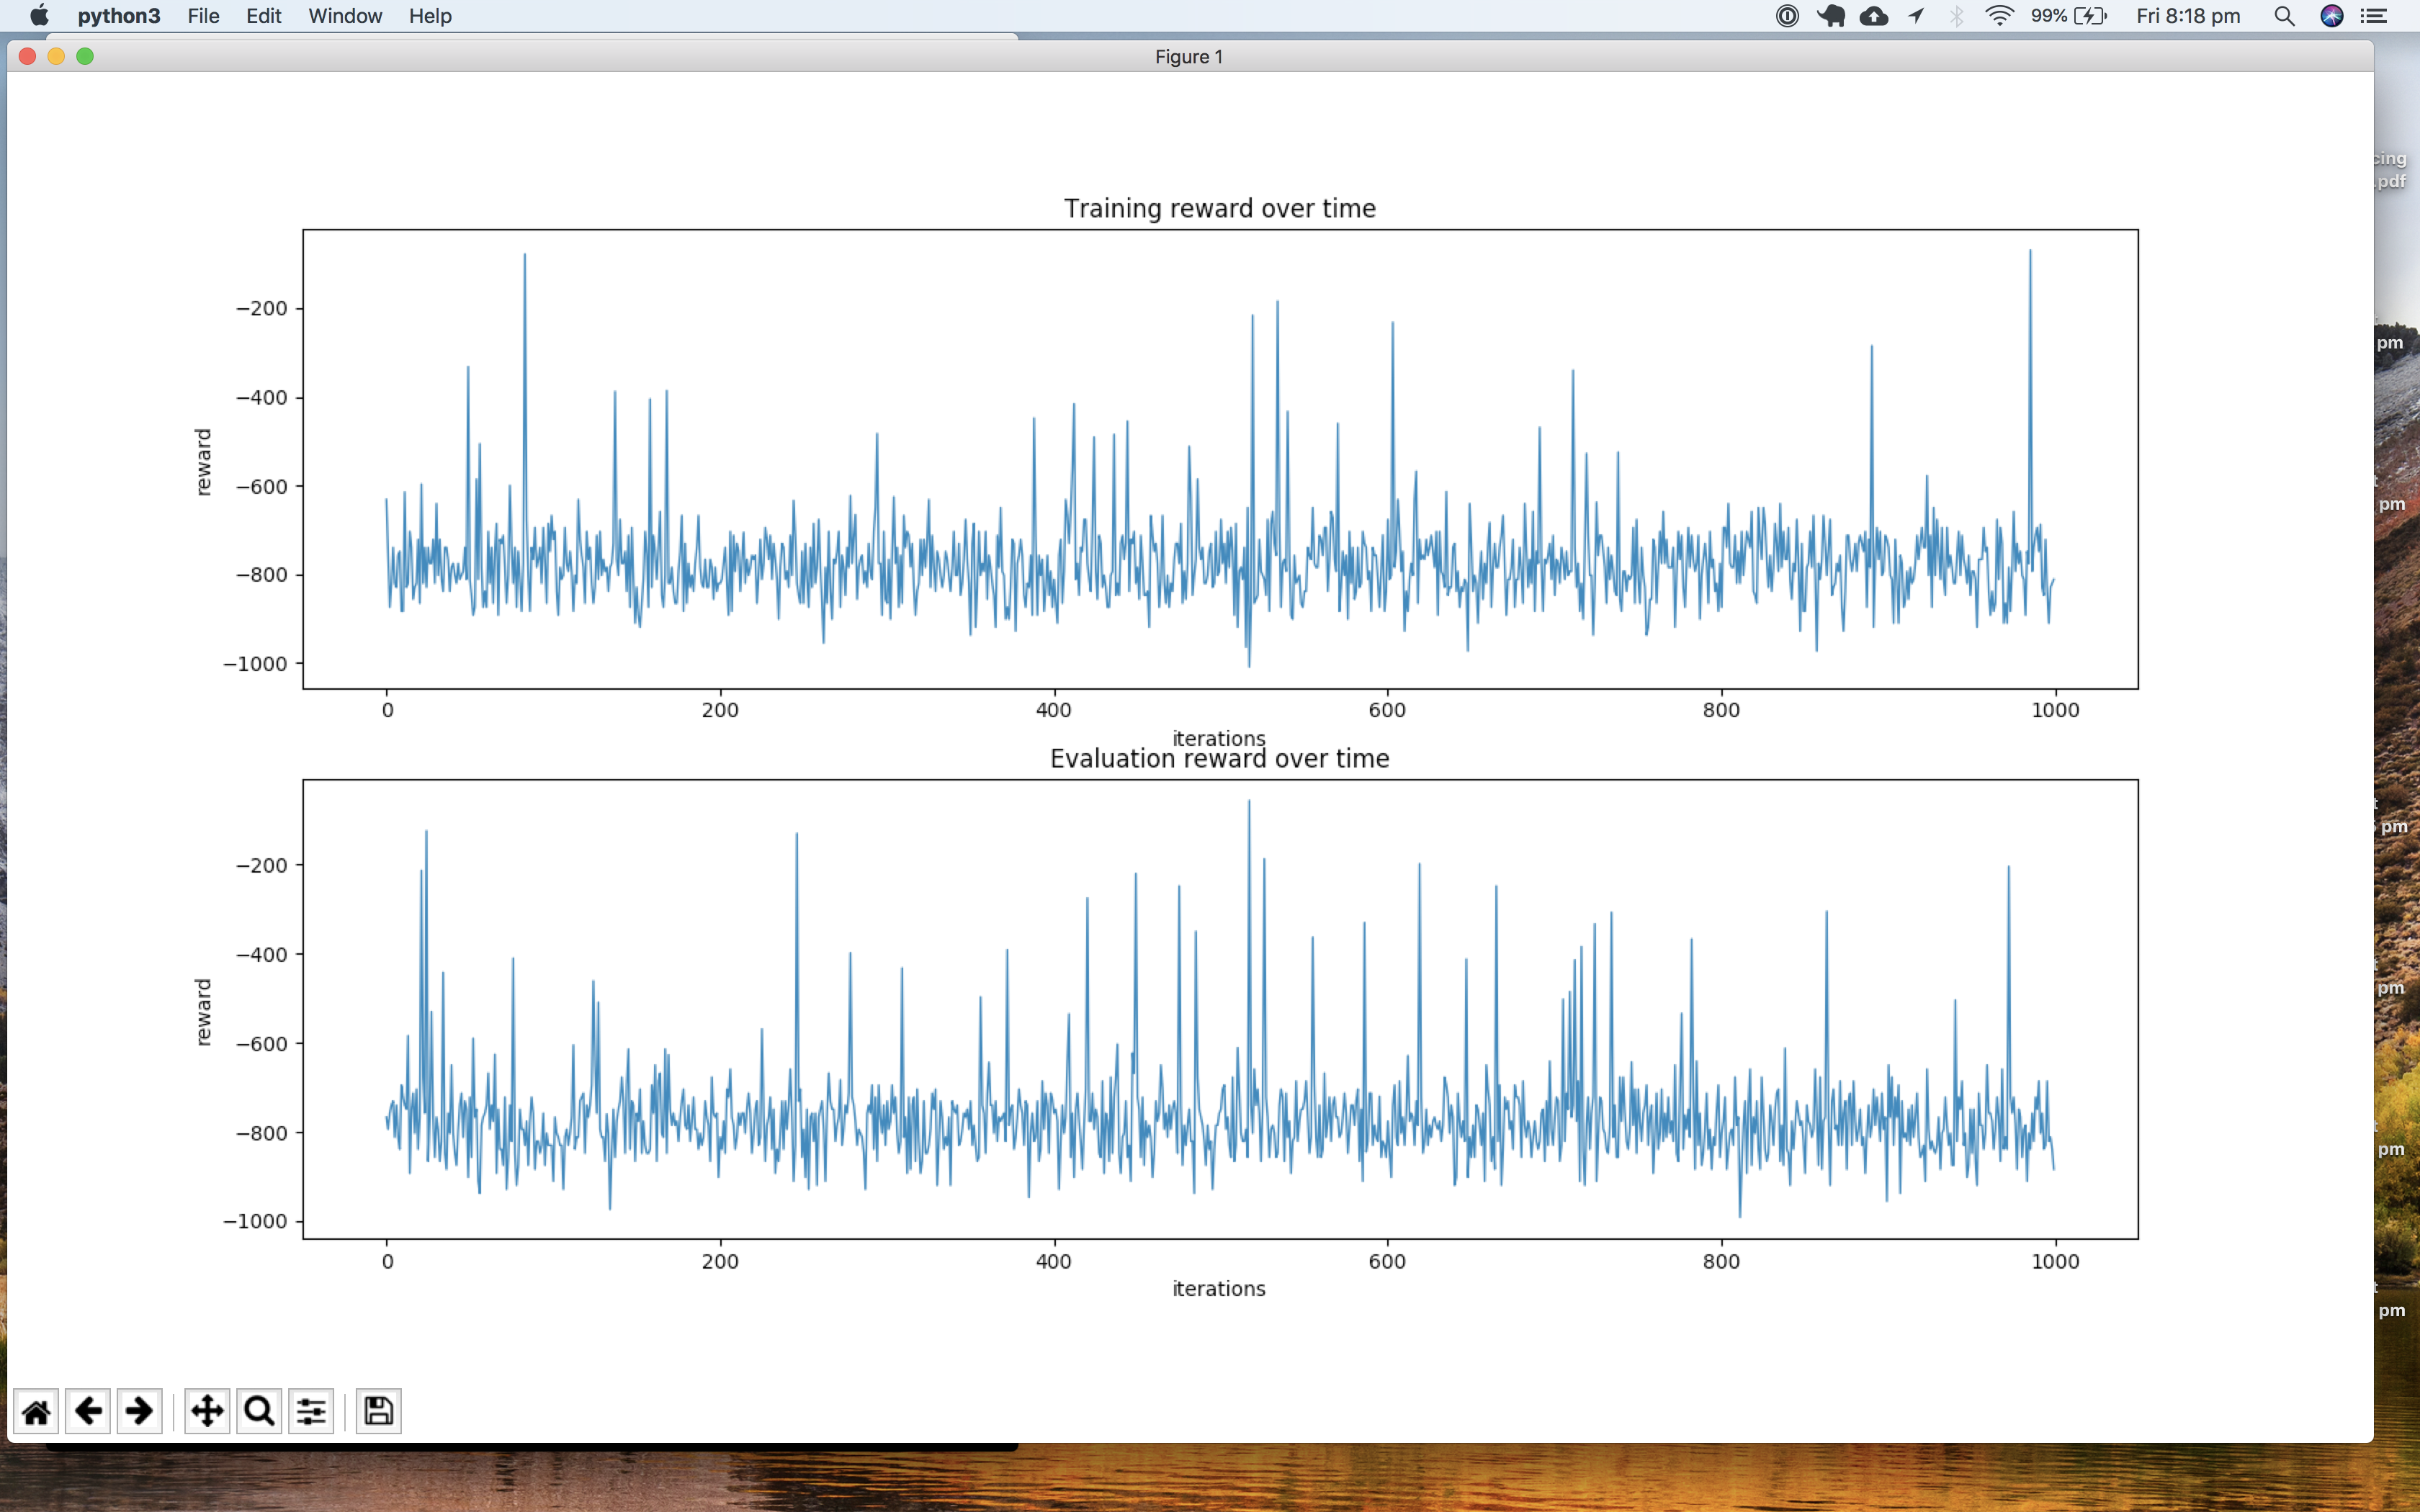 python3 File Edit Window Help 99% Fri 8:18 pm
Figure 1
cing
.pdf
Training reward over time
reward
−200
−400
−600
−800
−1000
0 200 400 600 800 1000
iterations
Evaluation reward over time
reward
−200
−400
−600
−800
−1000
0 200 400 600 800 1000
iterations
pm
pm
pm
pm
pm
pm